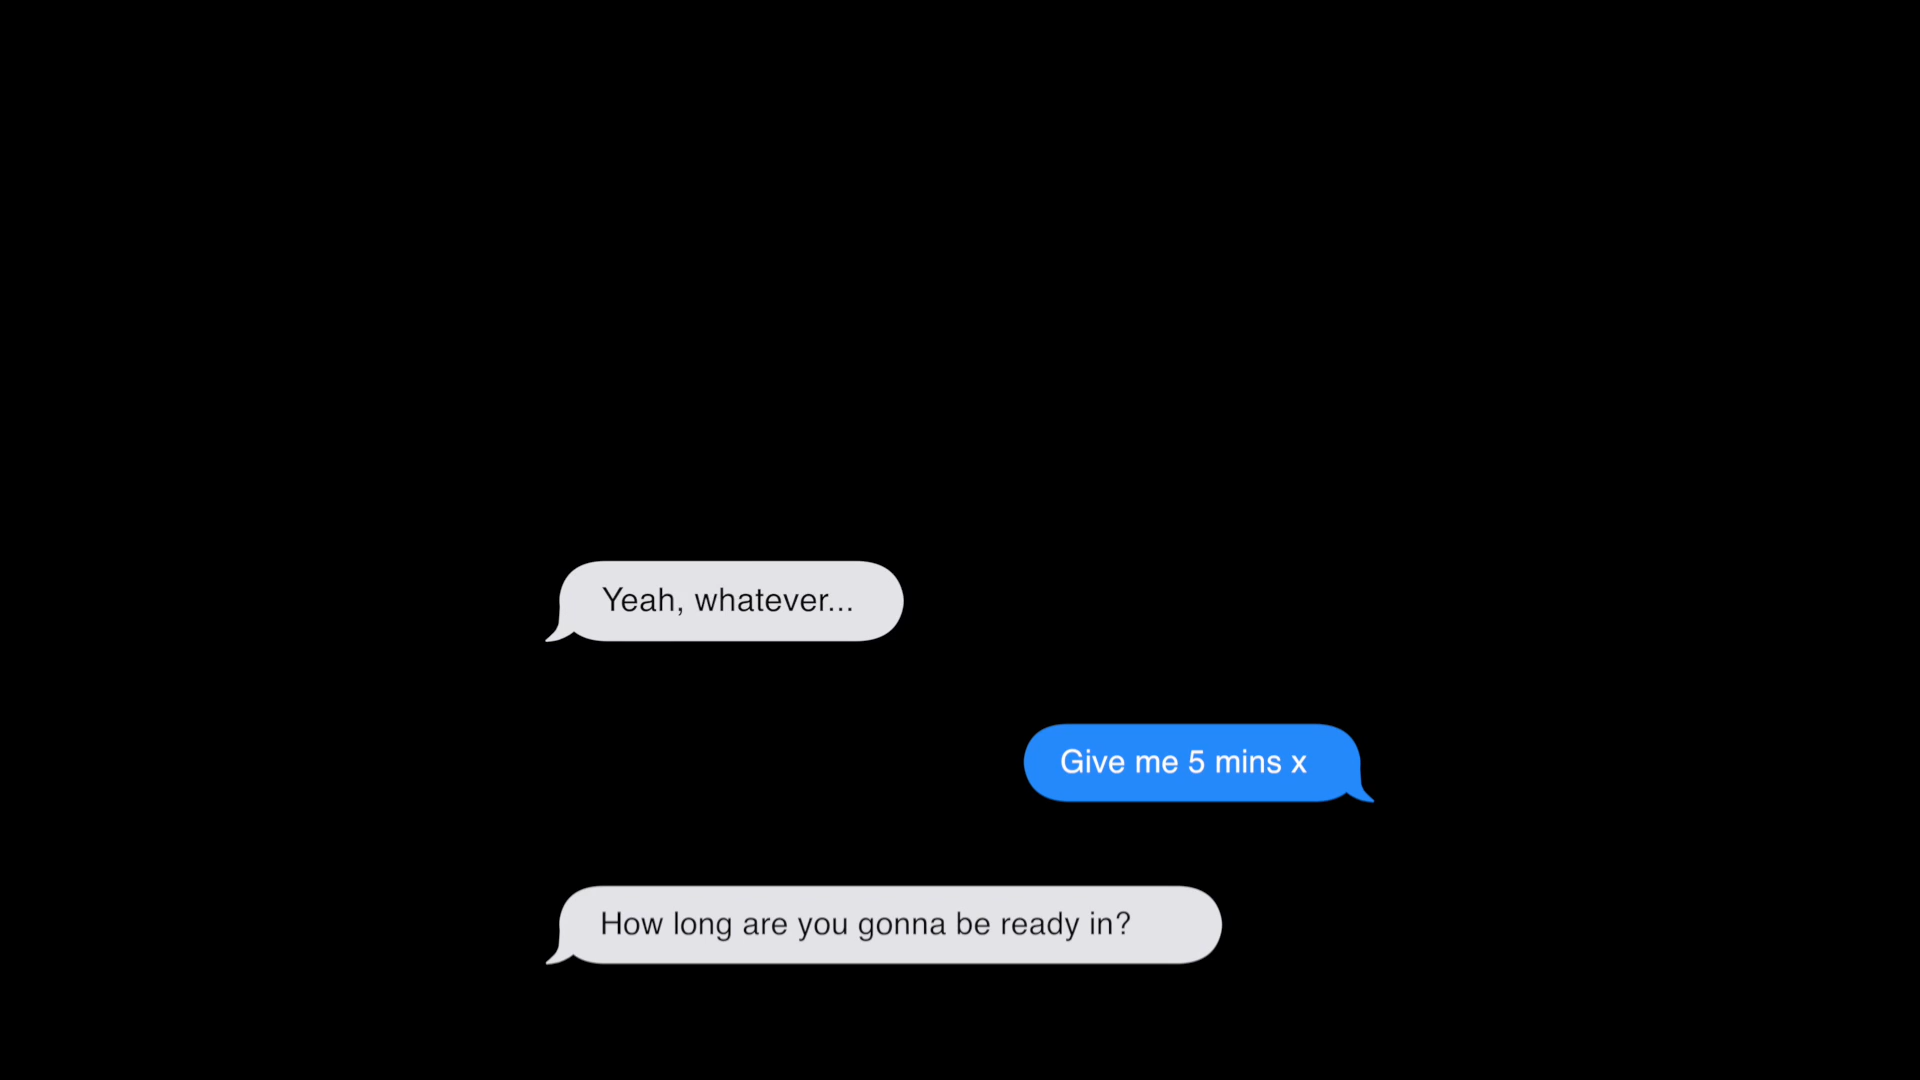 Yeah, whatever...
Give me 5 mins x
How long are you gonna be ready in?